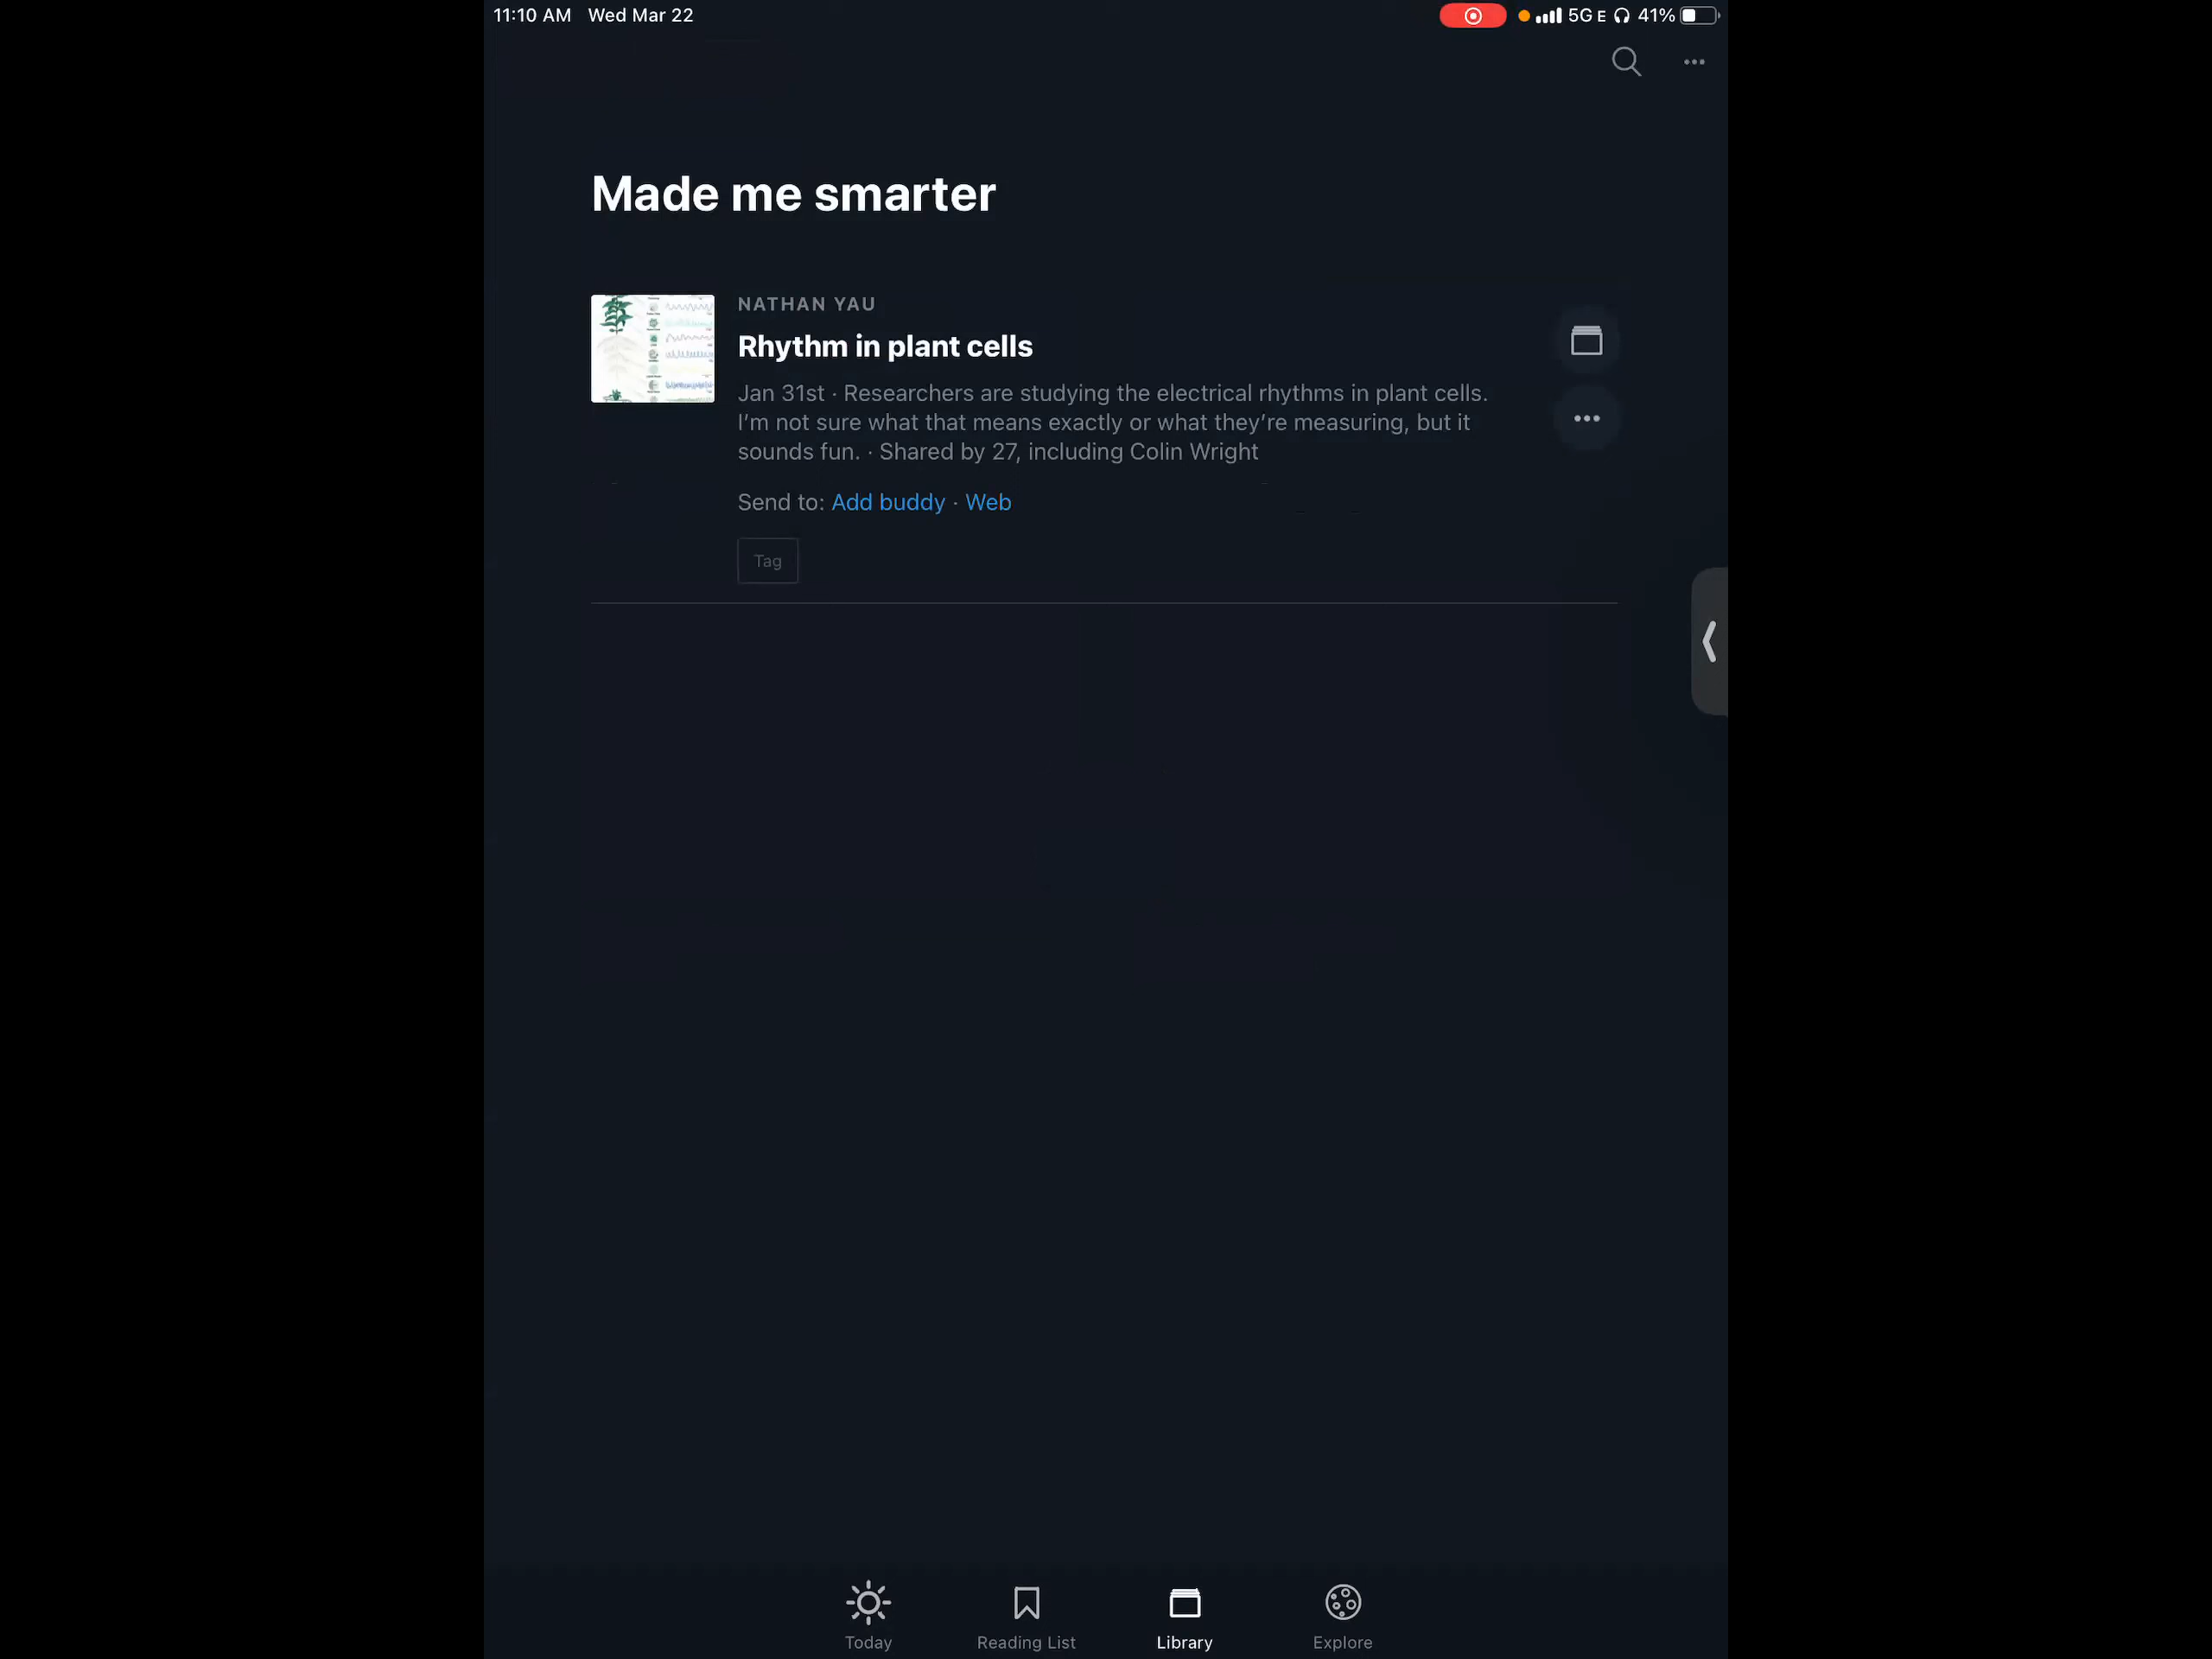 11:10 AM Wed Mar 22
5G E 41%
Made me smarter
NATHAN YAU
Rhythm in plant cells
Jan 31st · Researchers are studying the electrical rhythms in plant cells.
I’m not sure what that means exactly or what they’re measuring, but it
sounds fun. · Shared by 27, including Colin Wright
Send to: Add buddy · Web
Tag
Today
Reading List
Library
Explore